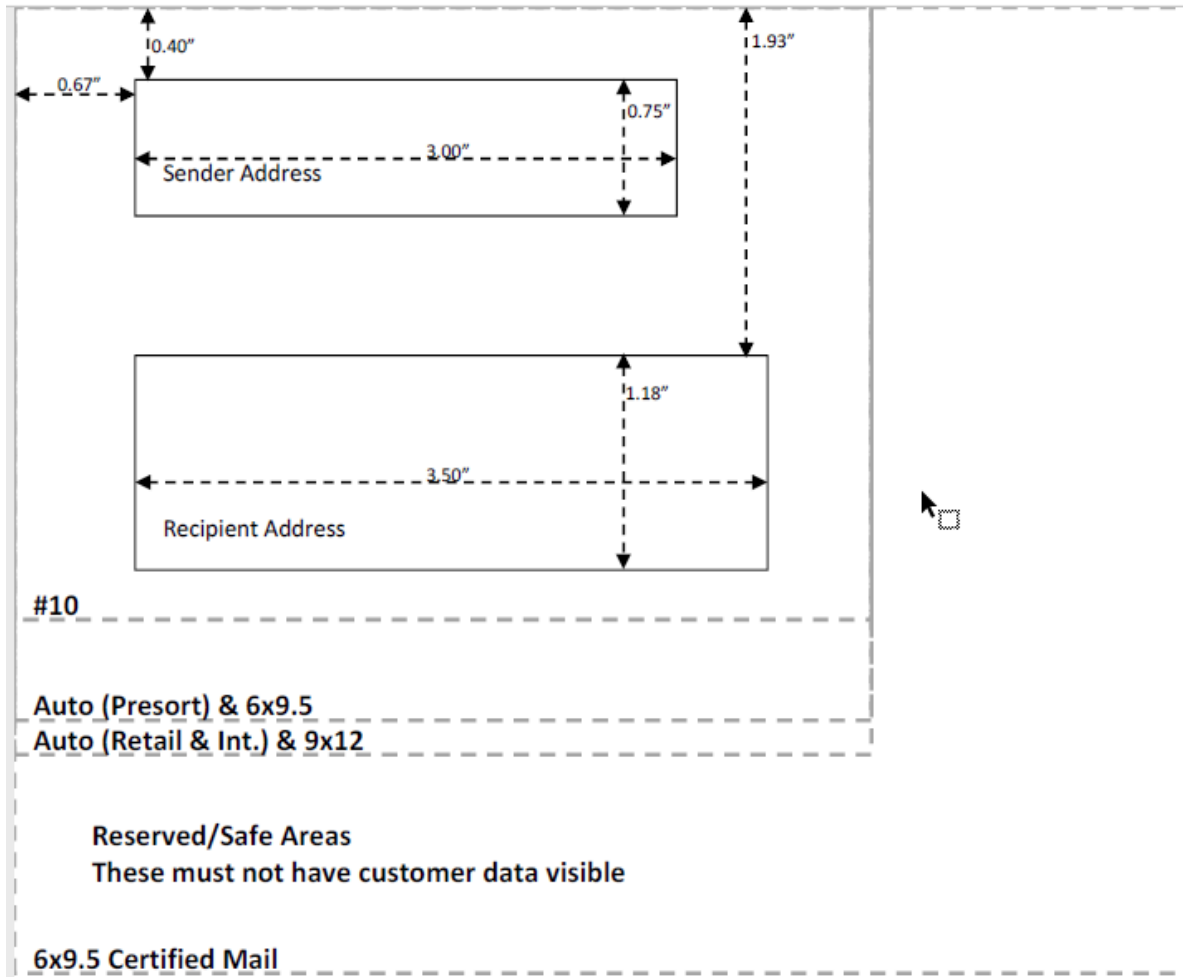 0.40”
1.93”
0.67”
0.75”
3.00”
Sender Address
1.18”
3.50”
Recipient Address
#10
Auto (Presort) & 6x9.5
Auto (Retail & Int.) & 9x12
Reserved/Safe Areas
These must not have customer data visible
6x9.5 Certified Mail